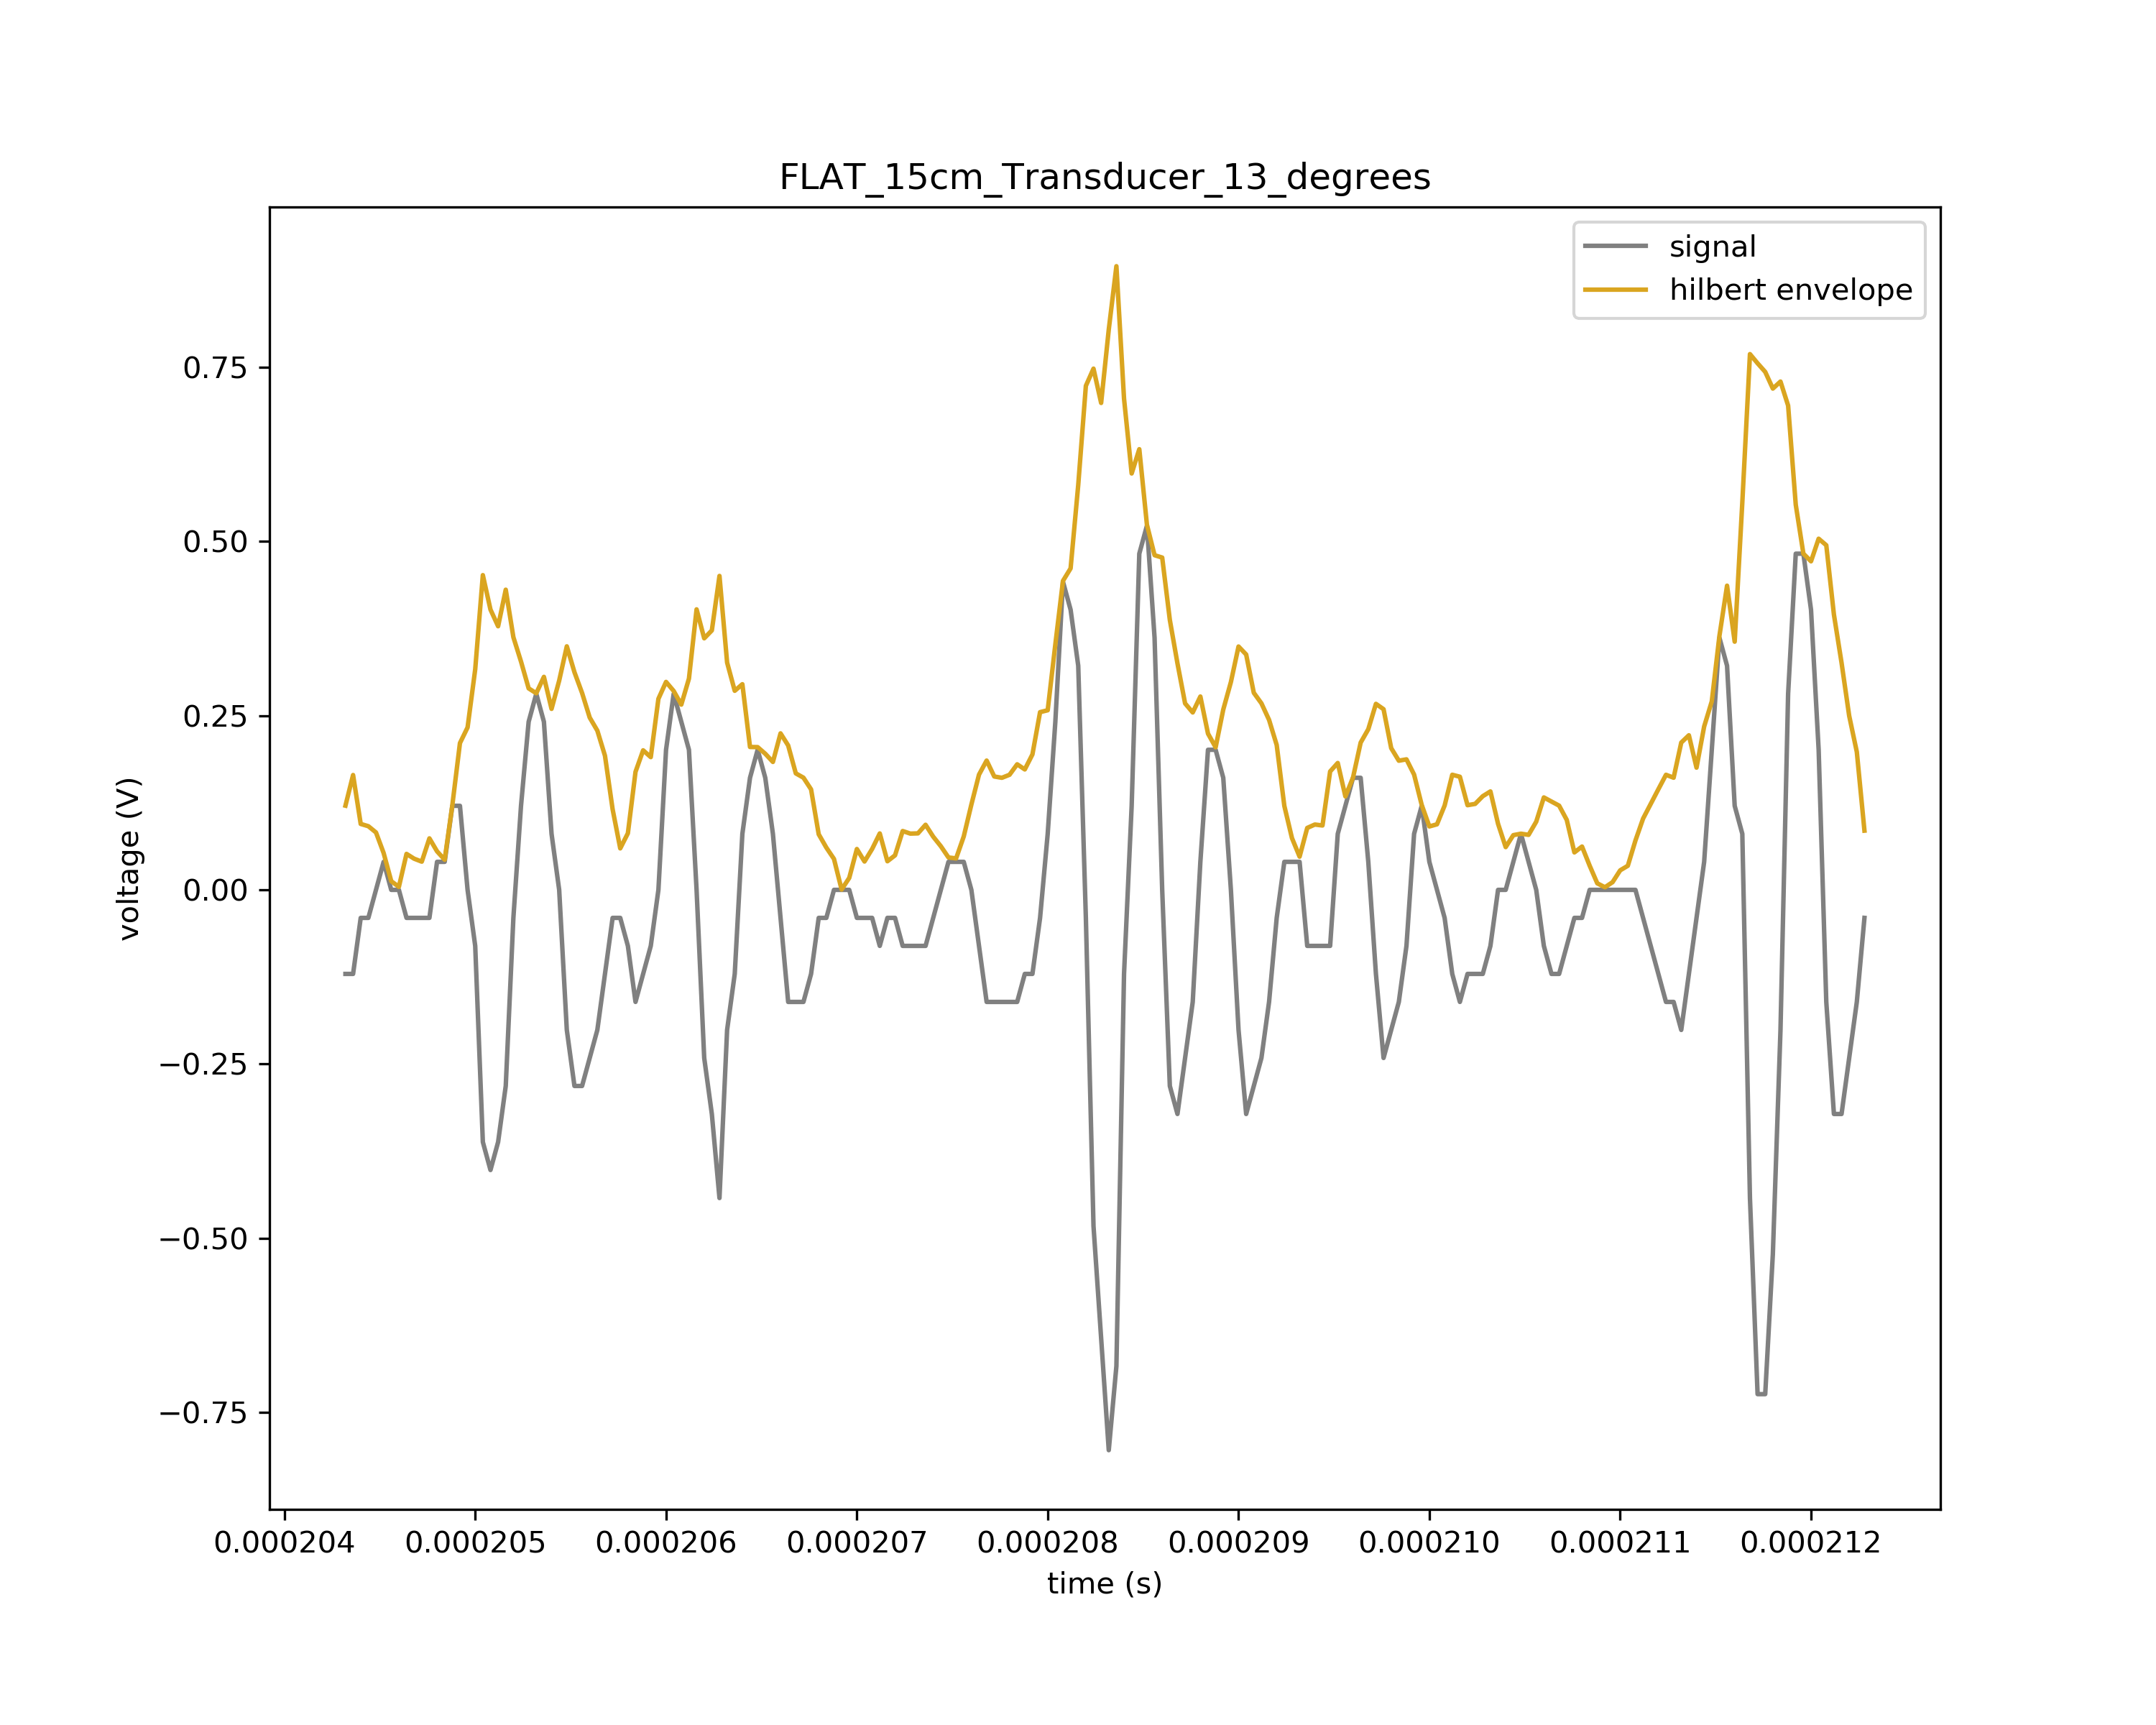 FLAT_15cm_Transducer_13_degrees
signal
hilbert envelope
0.75
0.50
0.25
0.00
−0.25
−0.50
−0.75
voltage (V)
0.000204 0.000205 0.000206 0.000207 0.000208 0.000209 0.000210 0.000211 0.000212
time (s)